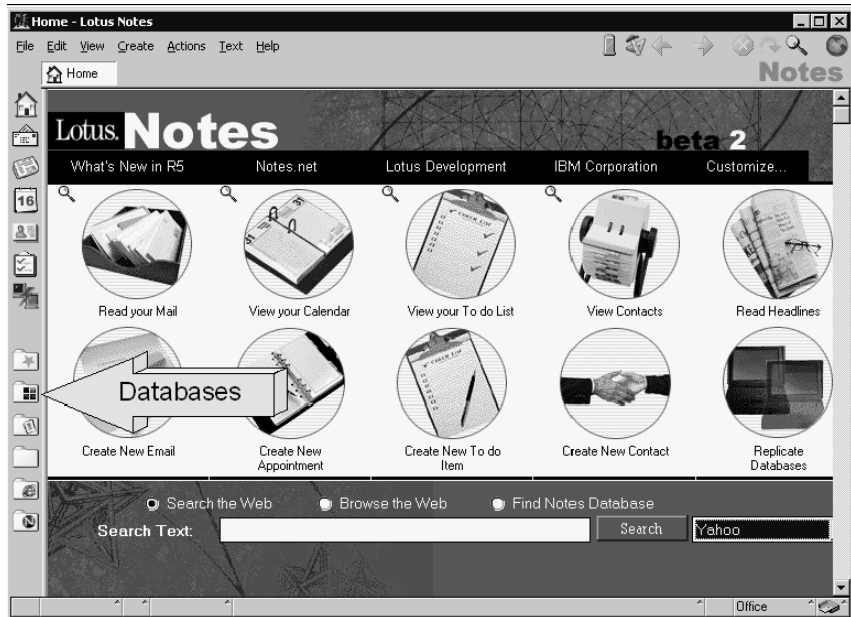 Home - Lotus Notes
File Edit View Create Actions Text Help
Home
Notes
Lotus. Notes
beta 2
What's New in R5 Notes.net Lotus Development IBM Corporation Customize...
16
Read your Mail View your Calendar View your To do List View Contacts Read Headlines
Databases
Create New Email Create New Appointment Create New To do Item Create New Contact Replicate Databases
Search the Web Browse the Web Find Notes Database
Search Text: Search Yahoo
Office